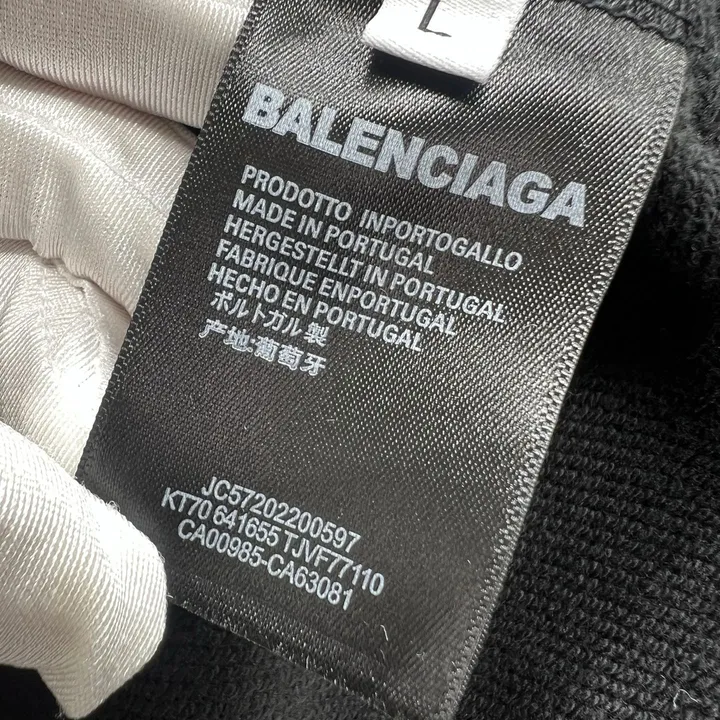 L
BALENCIAGA
PRODOTTO INPORTOGALLO
MADE IN PORTUGAL
HERGESTELLT IN PORTUGAL
FABRIQUE ENPORTUGAL
HECHO EN PORTUGAL
ポルトガル 製
产地:葡萄牙
JC57202200597
KT70 641655 TJVF77110
CA00985-CA63081